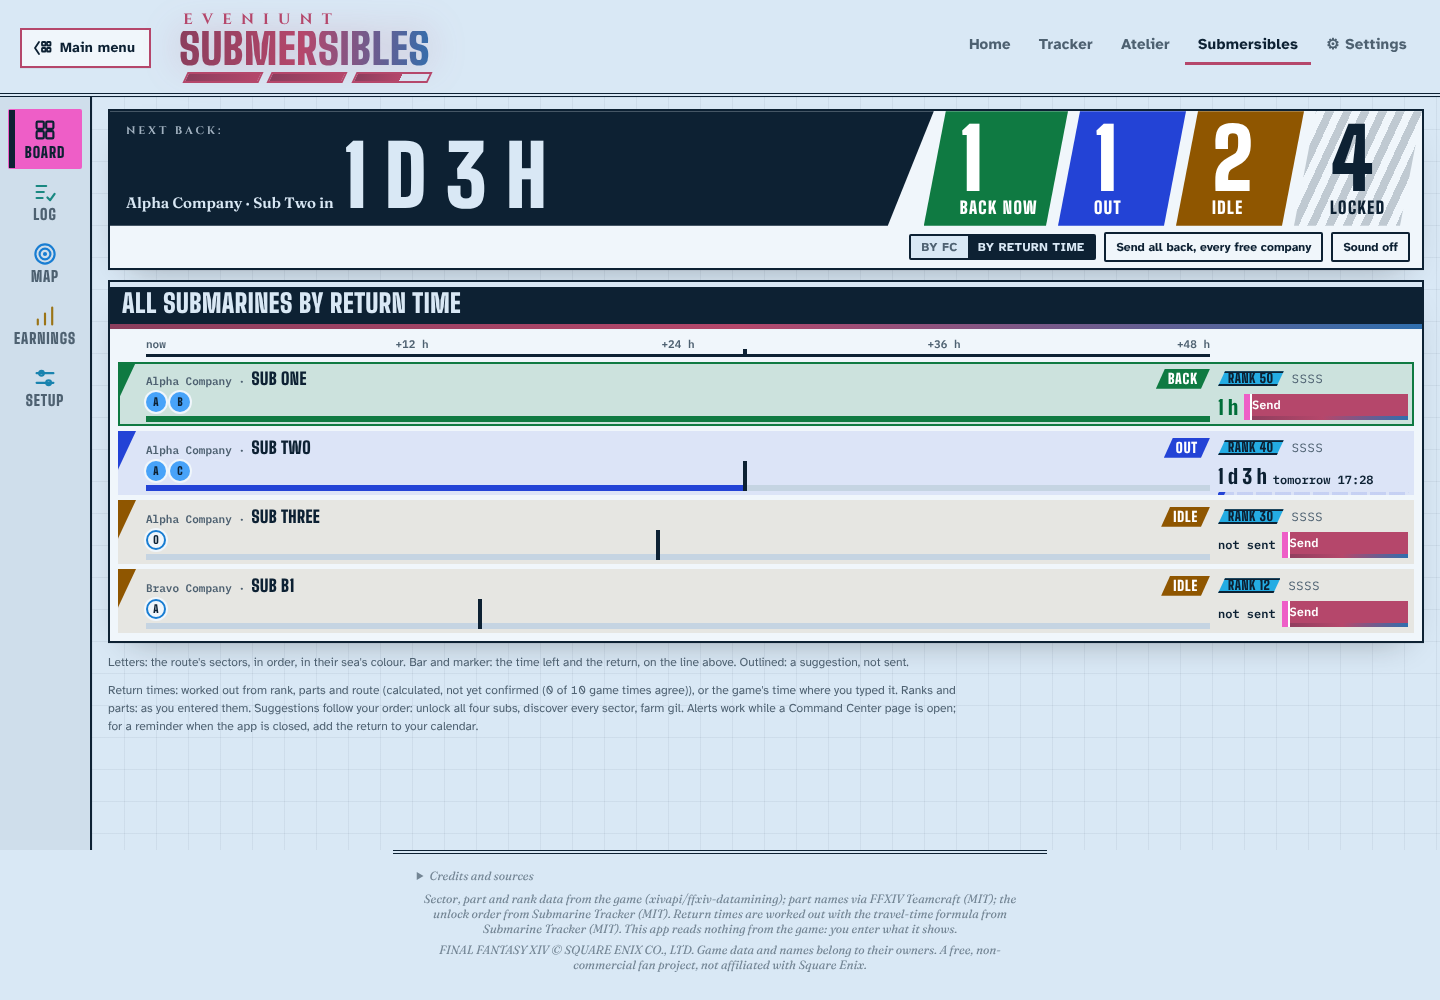 Main menu
EVENIUNT
SUBMERSIBLES
Home
Tracker
Atelier
Submersibles
⚙ Settings
BOARD
LOG
MAP
EARNINGS
SETUP
NEXT BACK:
Alpha Company · Sub Two in 1D 3H
1 BACK NOW
1 OUT
2 IDLE
4 LOCKED
BY FC
BY RETURN TIME
Send all back, every free company
Sound off
ALL SUBMARINES BY RETURN TIME
now +12 h +24 h +36 h +48 h
Alpha Company · SUB ONE BACK RANK 50 SSSS
A B 1 h Send
Alpha Company · SUB TWO OUT RANK 40 SSSS
A C 1 d 3 h tomorrow 17:28
Alpha Company · SUB THREE IDLE RANK 30 SSSS
O not sent Send
Bravo Company · SUB B1 IDLE RANK 12 SSSS
A not sent Send
Letters: the route's sectors, in order, in their sea's colour. Bar and marker: the time left and the return, on the line above. Outlined: a suggestion, not sent.
Return times: worked out from rank, parts and route (calculated, not yet confirmed (0 of 10 game times agree)), or the game's time where you typed it. Ranks and
parts: as you entered them. Suggestions follow your order: unlock all four subs, discover every sector, farm gil. Alerts work while a Command Center page is open;
for a reminder when the app is closed, add the return to your calendar.
▶ Credits and sources
Sector, part and rank data from the game (xivapi/ffxiv-datamining); part names via FFXIV Teamcraft (MIT); the
unlock order from Submarine Tracker (MIT). Return times are worked out with the travel-time formula from
Submarine Tracker (MIT). This app reads nothing from the game: you enter what it shows.
FINAL FANTASY XIV © SQUARE ENIX CO., LTD. Game data and names belong to their owners. A free, non-
commercial fan project, not affiliated with Square Enix.